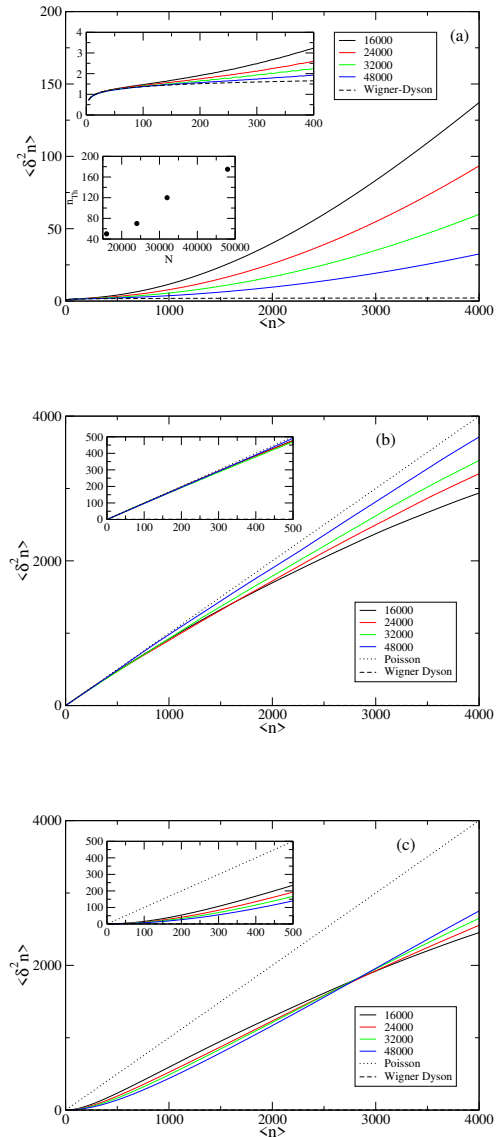 (a)
16000
24000
32000
48000
Wigner-Dyson
4
3
2
1
0
0 100 200 300 400
200
160
120
80
40
n_Th
20000 30000 40000 50000
N
200
150
100
50
0
<δ²n>
0 1000 2000 3000 4000
<n>
(b)
500
400
300
200
100
0
0 100 200 300 400 500
4000
2000
0
<δ²n>
16000
24000
32000
48000
Poisson
Wigner Dyson
0 1000 2000 3000 4000
<n>
(c)
500
400
300
200
100
0
0 100 200 300 400 500
4000
2000
0
<δ²n>
16000
24000
32000
48000
Poisson
Wigner Dyson
0 1000 2000 3000 4000
<n>